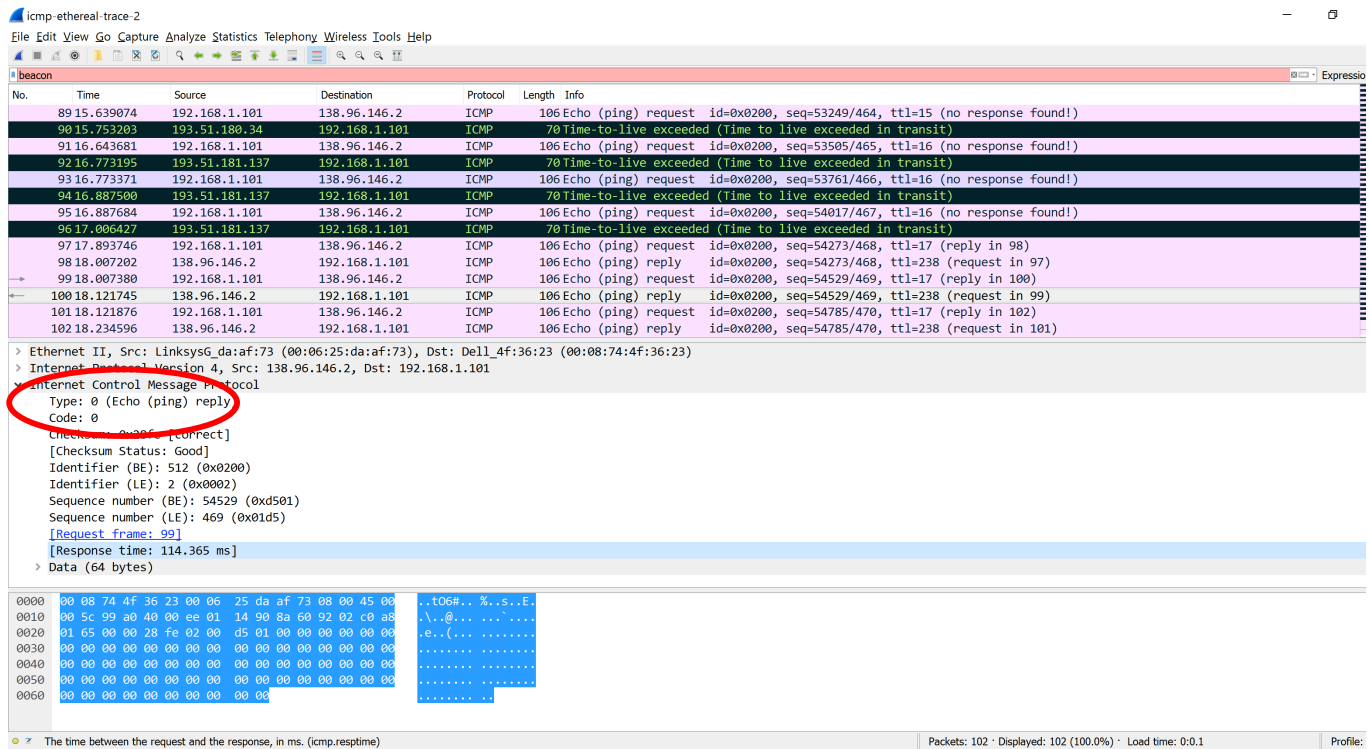 icmp-ethereal-trace-2
File Edit View Go Capture Analyze Statistics Telephony Wireless Tools Help
beacon Expressio
No. Time Source Destination Protocol Length Info
89 15.639074 192.168.1.101 138.96.146.2 ICMP 106 Echo (ping) request id=0x0200, seq=53249/464, ttl=15 (no response found!)
90 15.753203 193.51.180.34 192.168.1.101 ICMP 70 Time-to-live exceeded (Time to live exceeded in transit)
91 16.643681 192.168.1.101 138.96.146.2 ICMP 106 Echo (ping) request id=0x0200, seq=53505/465, ttl=16 (no response found!)
92 16.773195 193.51.181.137 192.168.1.101 ICMP 70 Time-to-live exceeded (Time to live exceeded in transit)
93 16.773371 192.168.1.101 138.96.146.2 ICMP 106 Echo (ping) request id=0x0200, seq=53761/466, ttl=16 (no response found!)
94 16.887500 193.51.181.137 192.168.1.101 ICMP 70 Time-to-live exceeded (Time to live exceeded in transit)
95 16.887684 192.168.1.101 138.96.146.2 ICMP 106 Echo (ping) request id=0x0200, seq=54017/467, ttl=16 (no response found!)
96 17.006427 193.51.181.137 192.168.1.101 ICMP 70 Time-to-live exceeded (Time to live exceeded in transit)
97 17.893746 192.168.1.101 138.96.146.2 ICMP 106 Echo (ping) request id=0x0200, seq=54273/468, ttl=17 (reply in 98)
98 18.007202 138.96.146.2 192.168.1.101 ICMP 106 Echo (ping) reply id=0x0200, seq=54273/468, ttl=238 (request in 97)
99 18.007380 192.168.1.101 138.96.146.2 ICMP 106 Echo (ping) request id=0x0200, seq=54529/469, ttl=17 (reply in 100)
100 18.121745 138.96.146.2 192.168.1.101 ICMP 106 Echo (ping) reply id=0x0200, seq=54529/469, ttl=238 (request in 99)
101 18.121876 192.168.1.101 138.96.146.2 ICMP 106 Echo (ping) request id=0x0200, seq=54785/470, ttl=17 (reply in 102)
102 18.234596 138.96.146.2 192.168.1.101 ICMP 106 Echo (ping) reply id=0x0200, seq=54785/470, ttl=238 (request in 101)
Ethernet II, Src: LinksysG_da:af:73 (00:06:25:da:af:73), Dst: Dell_4f:36:23 (00:08:74:4f:36:23)
Internet Protocol Version 4, Src: 138.96.146.2, Dst: 192.168.1.101
Internet Control Message Protocol
Type: 0 (Echo (ping) reply
Code: 0
Checksum: 0x28fe [correct]
[Checksum Status: Good]
Identifier (BE): 512 (0x0200)
Identifier (LE): 2 (0x0002)
Sequence number (BE): 54529 (0xd501)
Sequence number (LE): 469 (0x01d5)
[Request frame: 99]
[Response time: 114.365 ms]
Data (64 bytes)
0000 00 08 74 4f 36 23 00 06 25 da af 73 08 00 45 00 ..tO6#.. %..s..E.
0010 00 5c 99 a0 40 00 ee 01 14 90 8a 60 92 02 c0 a8 .\..@... ...`....
0020 01 65 00 00 28 fe 02 00 d5 01 00 00 00 00 00 00 .e..(... ........
0030 00 00 00 00 00 00 00 00 00 00 00 00 00 00 00 00 ........ ........
0040 00 00 00 00 00 00 00 00 00 00 00 00 00 00 00 00 ........ ........
0050 00 00 00 00 00 00 00 00 00 00 00 00 00 00 00 00 ........ ........
0060 00 00 00 00 00 00 00 00 00 00 ........ ..
The time between the request and the response, in ms. (icmp.resptime) Packets: 102 · Displayed: 102 (100.0%) · Load time: 0:0.1 Profile: